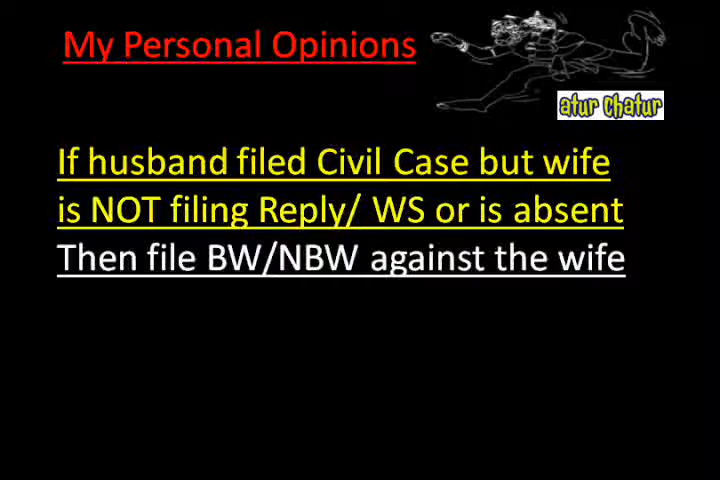 My Personal Opinions
atur chatur
If husband filed Civil Case but wife
is NOT filing Reply/ WS or is absent
Then file BW/NBW against the wife